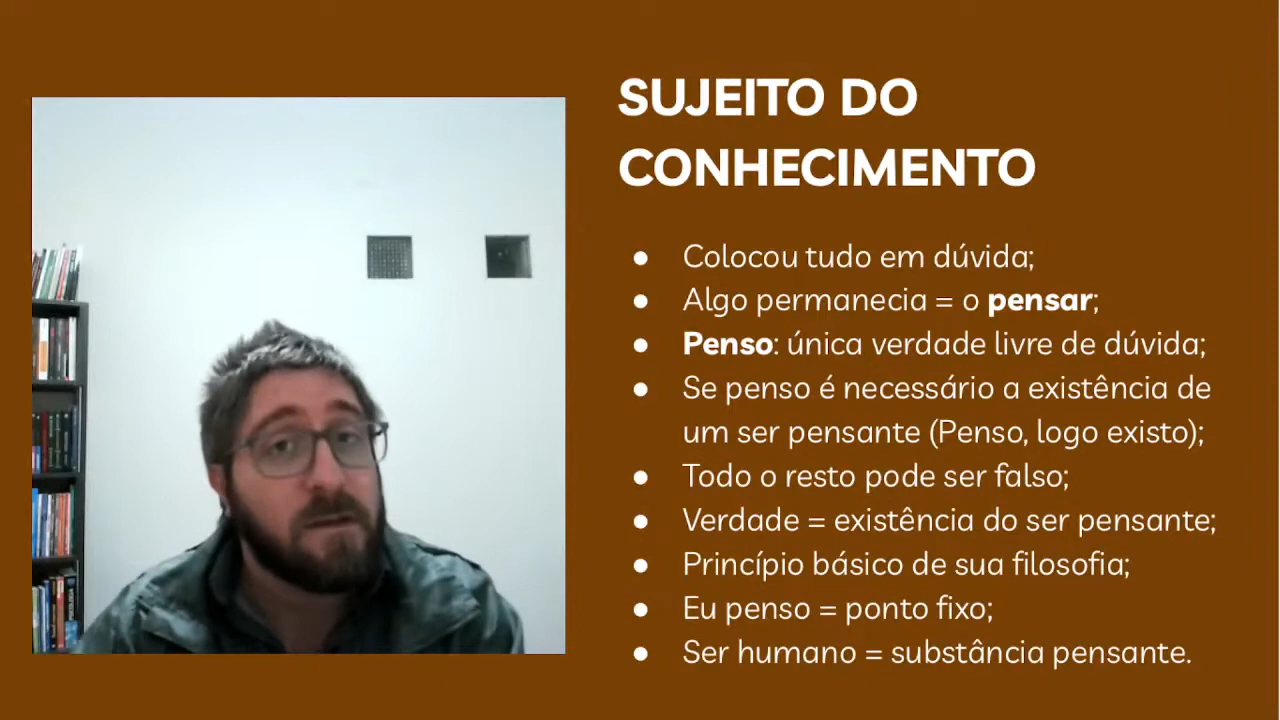 SUJEITO DO
CONHECIMENTO
● Colocou tudo em dúvida;
● Algo permanecia = o pensar;
● Penso: única verdade livre de dúvida;
● Se penso é necessário a existência de
um ser pensante (Penso, logo existo);
● Todo o resto pode ser falso;
● Verdade = existência do ser pensante;
● Princípio básico de sua filosofia;
● Eu penso = ponto fixo;
● Ser humano = substância pensante.